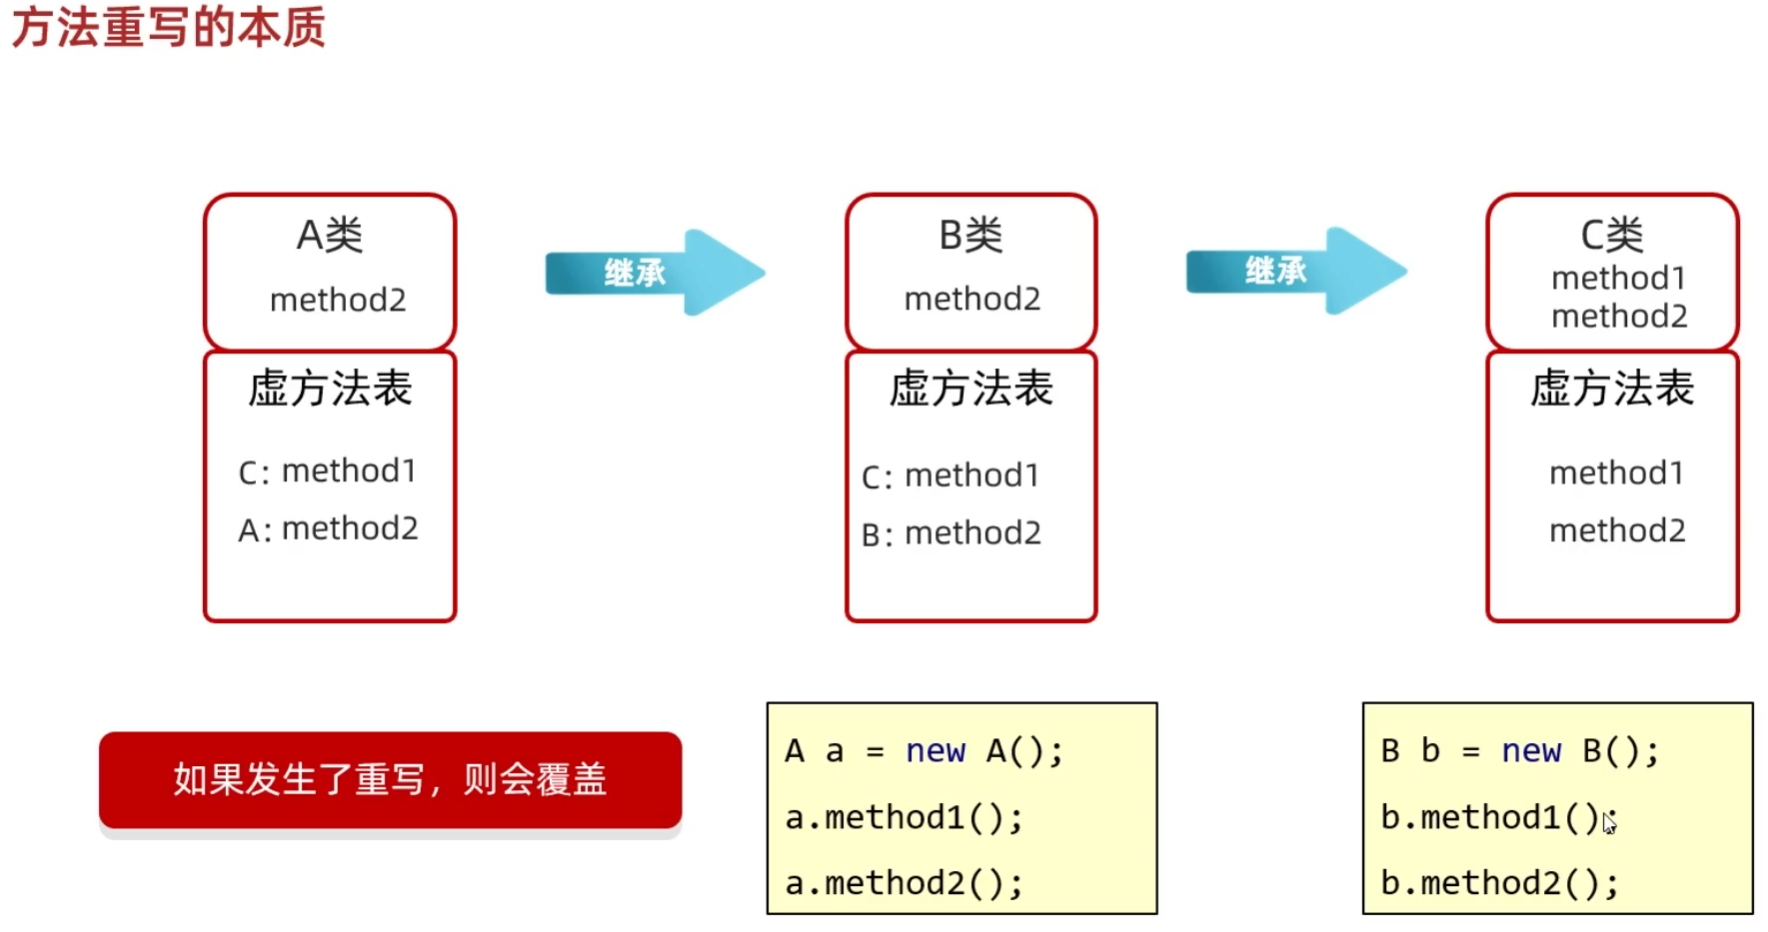 方法重写的本质
A类
method2
继承
B类
method2
继承
C类
method1
method2
虚方法表
C: method1
A: method2
虚方法表
C: method1
B: method2
虚方法表
method1
method2
如果发生了重写，则会覆盖
A a = new A();
a.method1();
a.method2();
B b = new B();
b.method1();
b.method2();